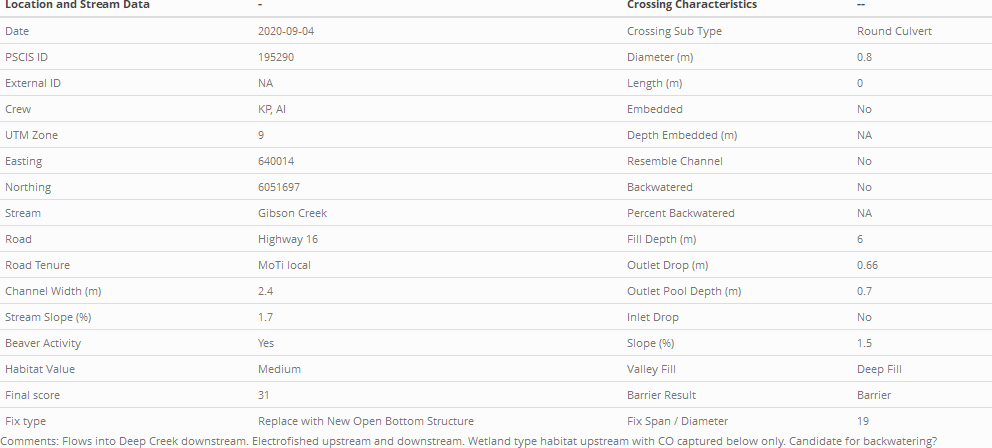 Location and Stream Data - Crossing Characteristics --
Date 2020-09-04 Crossing Sub Type Round Culvert
PSCIS ID 195290 Diameter (m) 0.8
External ID NA Length (m) 0
Crew KP, AI Embedded No
UTM Zone 9 Depth Embedded (m) NA
Easting 640014 Resemble Channel No
Northing 6051697 Backwatered No
Stream Gibson Creek Percent Backwatered NA
Road Highway 16 Fill Depth (m) 6
Road Tenure MoTi local Outlet Drop (m) 0.66
Channel Width (m) 2.4 Outlet Pool Depth (m) 0.7
Stream Slope (%) 1.7 Inlet Drop No
Beaver Activity Yes Slope (%) 1.5
Habitat Value Medium Valley Fill Deep Fill
Final score 31 Barrier Result Barrier
Fix type Replace with New Open Bottom Structure Fix Span / Diameter 19
Comments: Flows into Deep Creek downstream. Electrofished upstream and downstream. Wetland type habitat upstream with CO captured below only. Candidate for backwatering?